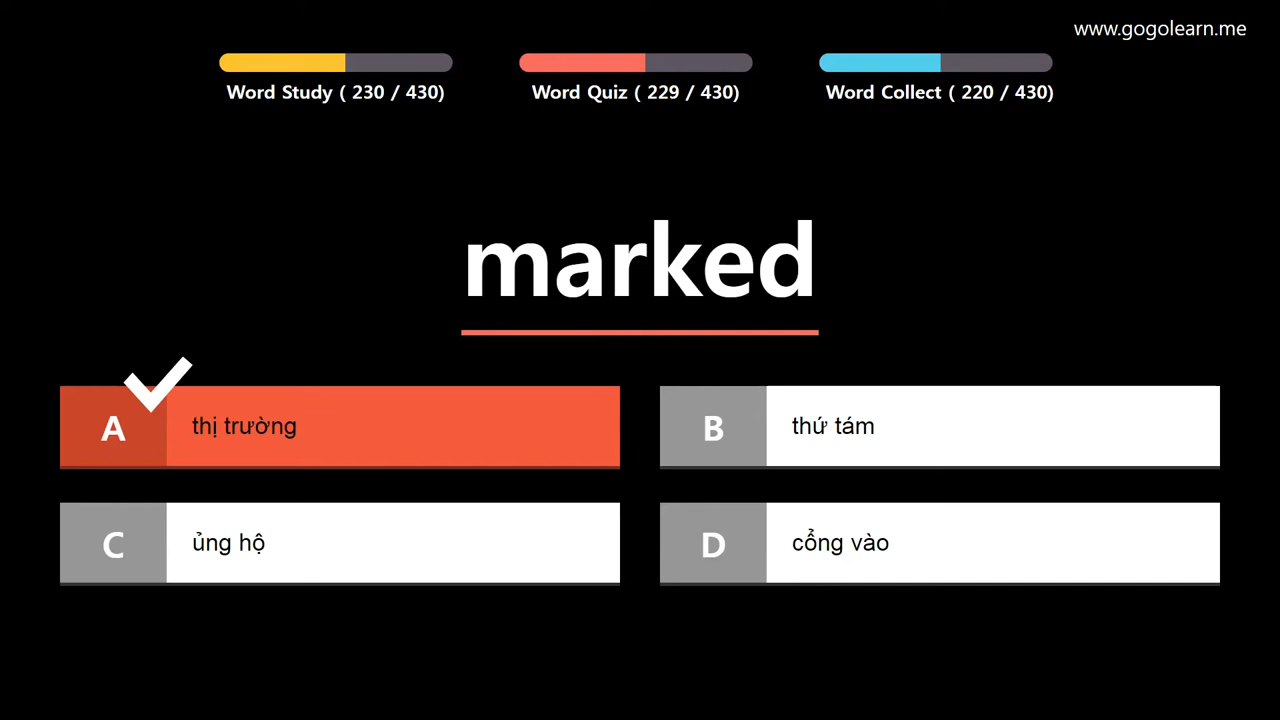 www.gogolearn.me
Word Study ( 230 / 430)
Word Quiz ( 229 / 430)
Word Collect ( 220 / 430)
marked
A thị trường
B thứ tám
C ủng hộ
D cổng vào